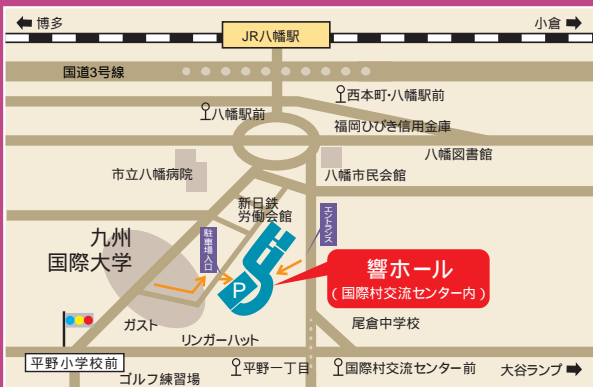 博多
小倉
JR八幡駅
国道3号線
西本町・八幡駅前
八幡駅前
福岡ひびき信用金庫
八幡図書館
市立八幡病院
八幡市民会館
新日鉄
労働会館
エントランス
駐車場入口
九州
国際大学
P
響ホール
(国際村交流センター内)
ガスト
尾倉中学校
リンガーハット
平野小学校前
平野一丁目
国際村交流センター前
大谷ランプ
ゴルフ練習場